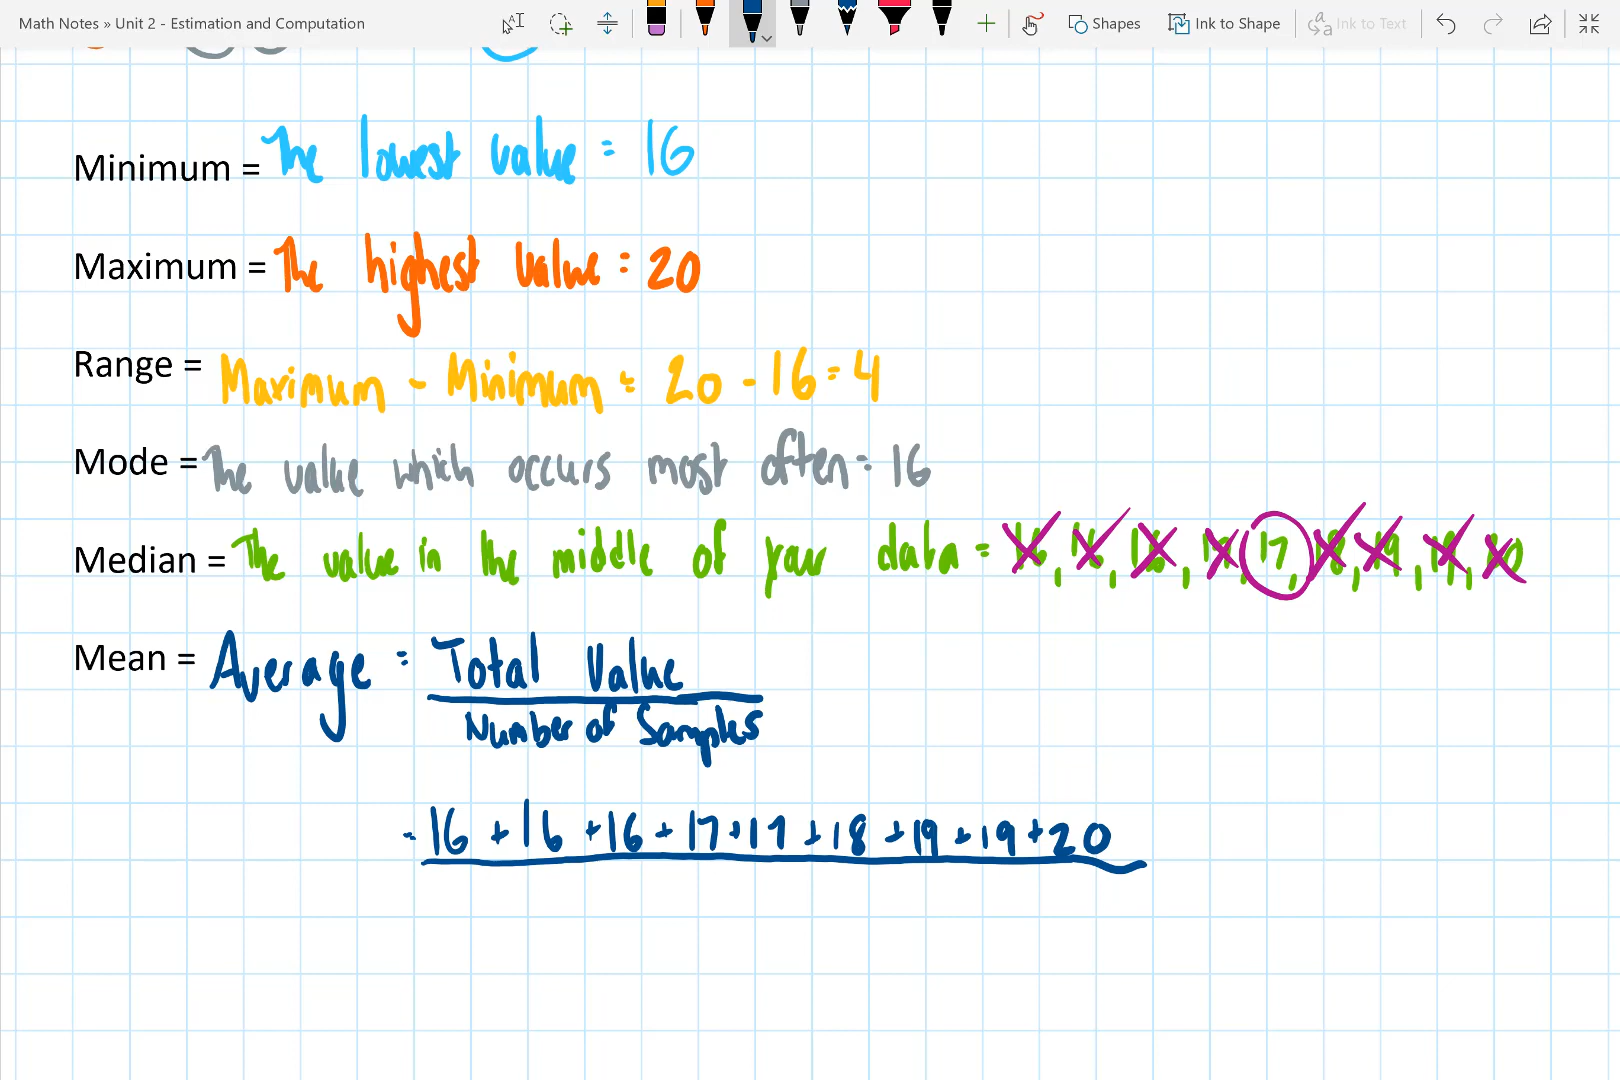 Math Notes » Unit 2 - Estimation and Computation
Shapes
Ink to Shape
Ink to Text
Minimum = The lowest value = 16
Maximum = The highest value = 20
Range = Maximum - Minimum = 20 - 16 = 4
Mode = The value which occurs most often = 16
Median = The value in the middle of your data = 16, 16, 16, 17, 17, 18, 19, 19, 20
Mean = Average = Total Value
Number of Samples
= 16 + 16 + 16 + 17 + 17 + 18 + 19 + 19 + 20